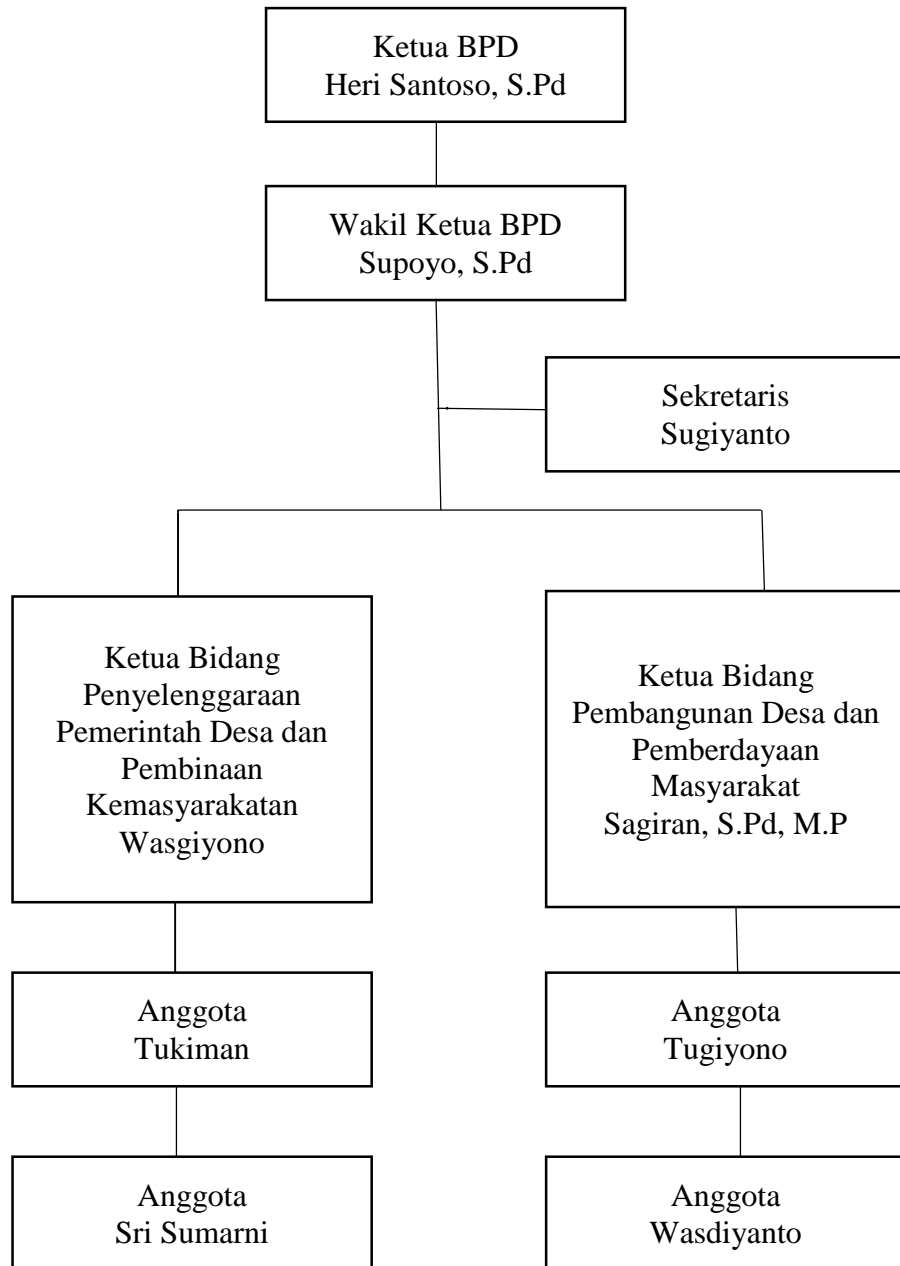 Ketua BPD
Heri Santoso, S.Pd
Wakil Ketua BPD
Supoyo, S.Pd
Sekretaris
Sugiyanto
Ketua Bidang
Penyelenggaraan
Pemerintah Desa dan
Pembinaan
Kemasyarakatan
Wasgiyono
Ketua Bidang
Pembangunan Desa dan
Pemberdayaan
Masyarakat
Sagiran, S.Pd, M.P
Anggota
Tukiman
Anggota
Tugiyono
Anggota
Sri Sumarni
Anggota
Wasdiyanto